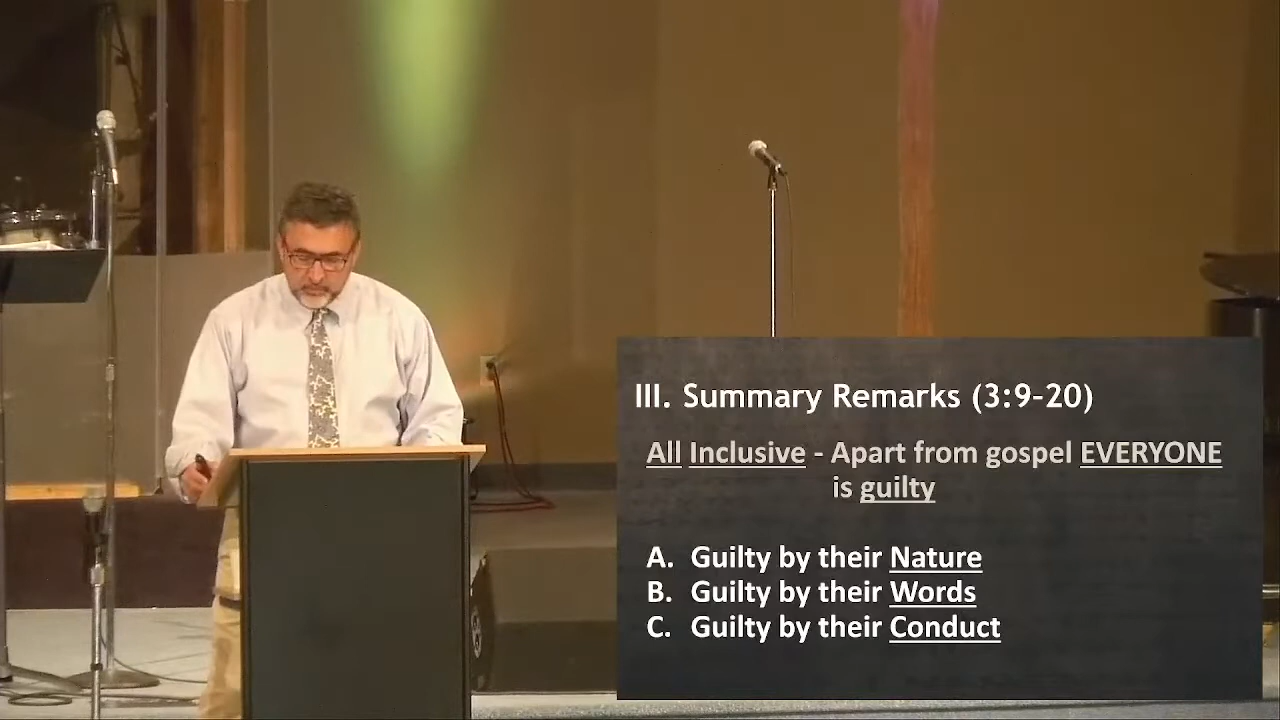 III. Summary Remarks (3:9-20)
All Inclusive - Apart from gospel EVERYONE
is guilty
A. Guilty by their Nature
B. Guilty by their Words
C. Guilty by their Conduct